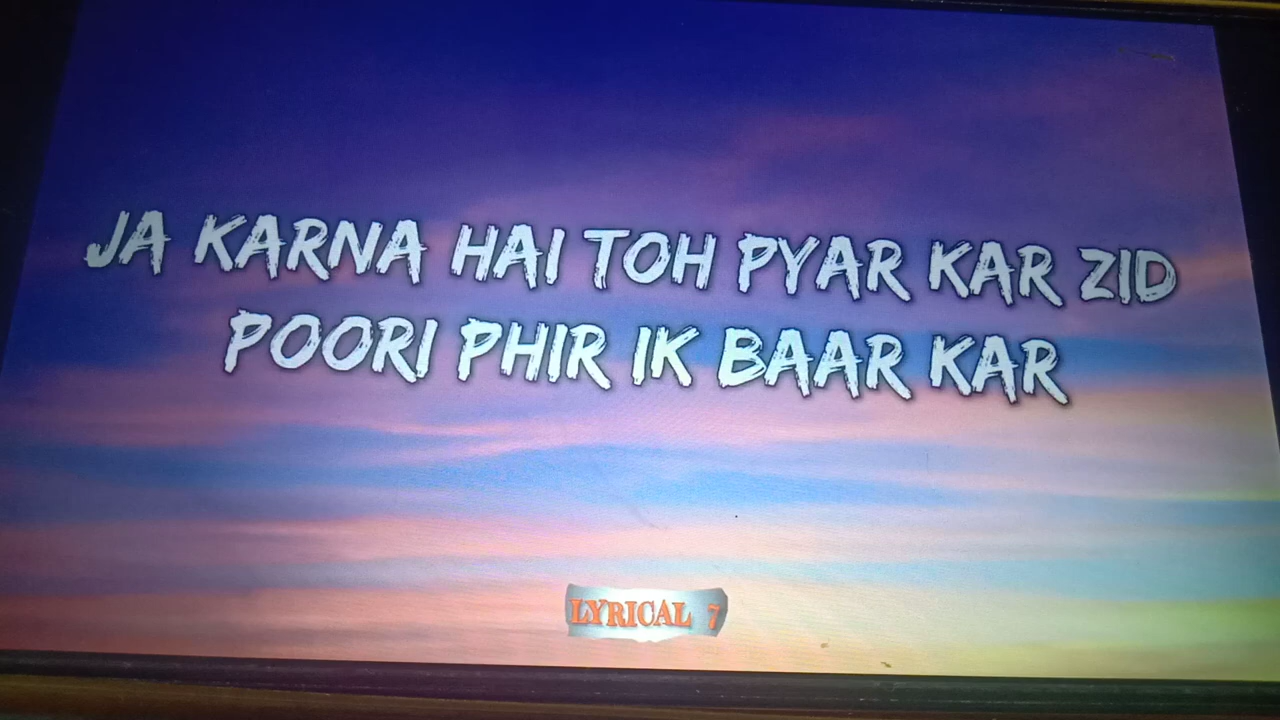 JA KARNA HAI TOH PYAR KAR ZID
POORI PHIR IK BAAR KAR
LYRICAL 7